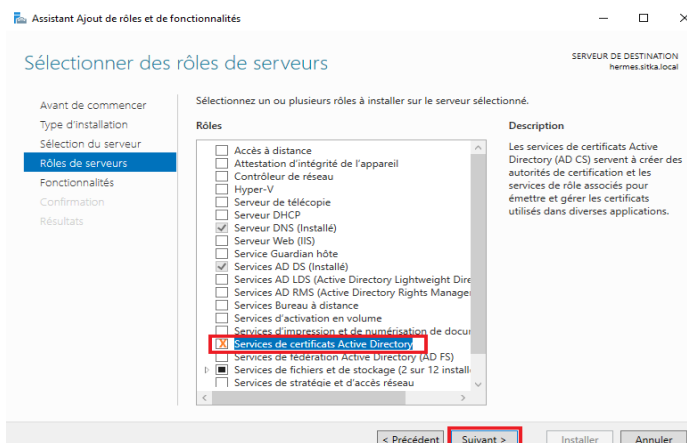 Assistant Ajout de rôles et de fonctionnalités
Sélectionner des rôles de serveurs
SERVEUR DE DESTINATION
hermes.sitka.local
Avant de commencer
Type d'installation
Sélection du serveur
Rôles de serveurs
Fonctionnalités
Confirmation
Résultats
Sélectionnez un ou plusieurs rôles à installer sur le serveur sélectionné.
Rôles
Accès à distance
Attestation d'intégrité de l'appareil
Contrôleur de réseau
Hyper-V
Serveur de télécopie
Serveur DHCP
Serveur DNS (Installé)
Serveur Web (IIS)
Service Guardian hôte
Services AD DS (Installé)
Services AD LDS (Active Directory Lightweight Dire
Services AD RMS (Active Directory Rights Manage
Services Bureau à distance
Services d'activation en volume
Services d'impression et de numérisation de docu
X Services de certificats Active Directory
Services de fédération Active Directory (AD FS)
Services de fichiers et de stockage (2 sur 12 install
Services de stratégie et d'accès réseau
Description
Les services de certificats Active
Directory (AD CS) servent à créer des
autorités de certification et les
services de rôle associés pour
émettre et gérer les certificats
utilisés dans diverses applications.
< Précédent Suivant > Installer Annuler